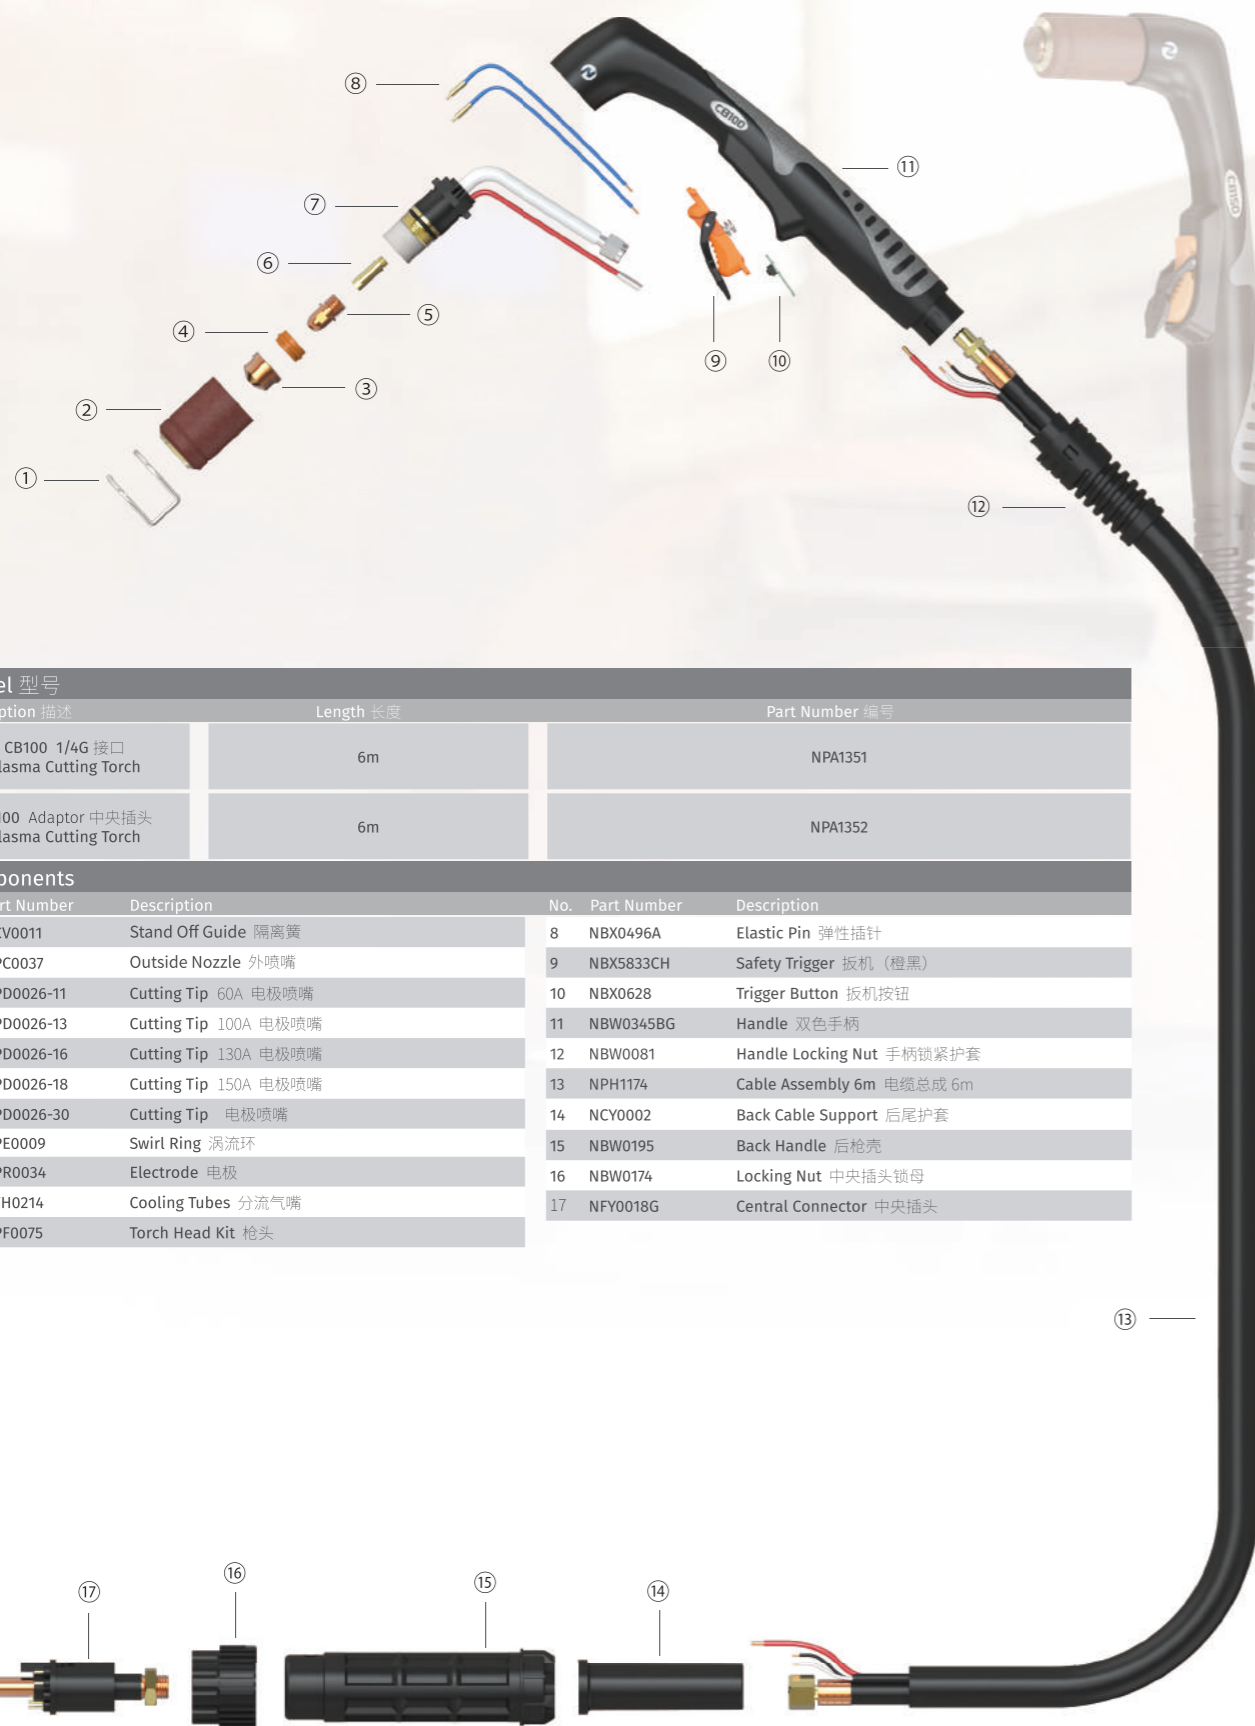 ⑧
CB100
⑪
⑦
⑥
⑤
④
③
⑨
⑩
②
①
⑫
CB150
el 型号
ption 描述 Length 长度 Part Number 编号
CB100 1/4G 接口
lasma Cutting Torch
6m NPA1351
100 Adaptor 中央插头
lasma Cutting Torch
6m NPA1352
ponents
rt Number Description No. Part Number Description
V0011 Stand Off Guide 隔离簧 8 NBX0496A Elastic Pin 弹性插针
PC0037 Outside Nozzle 外喷嘴 9 NBX5833CH Safety Trigger 扳机（橙黑）
PD0026-11 Cutting Tip 60A 电极喷嘴 10 NBX0628 Trigger Button 扳机按钮
PD0026-13 Cutting Tip 100A 电极喷嘴 11 NBW0345BG Handle 双色手柄
PD0026-16 Cutting Tip 130A 电极喷嘴 12 NBW0081 Handle Locking Nut 手柄锁紧护套
PD0026-18 Cutting Tip 150A 电极喷嘴 13 NPH1174 Cable Assembly 6m 电缆总成 6m
PD0026-30 Cutting Tip 电极喷嘴 14 NCY0002 Back Cable Support 后尾护套
PE0009 Swirl Ring 涡流环 15 NBW0195 Back Handle 后枪壳
PR0034 Electrode 电极 16 NBW0174 Locking Nut 中央插头锁母
H0214 Cooling Tubes 分流气嘴 17 NFY0018G Central Connector 中央插头
PF0075 Torch Head Kit 枪头
⑬
⑯
⑮
⑭
⑰